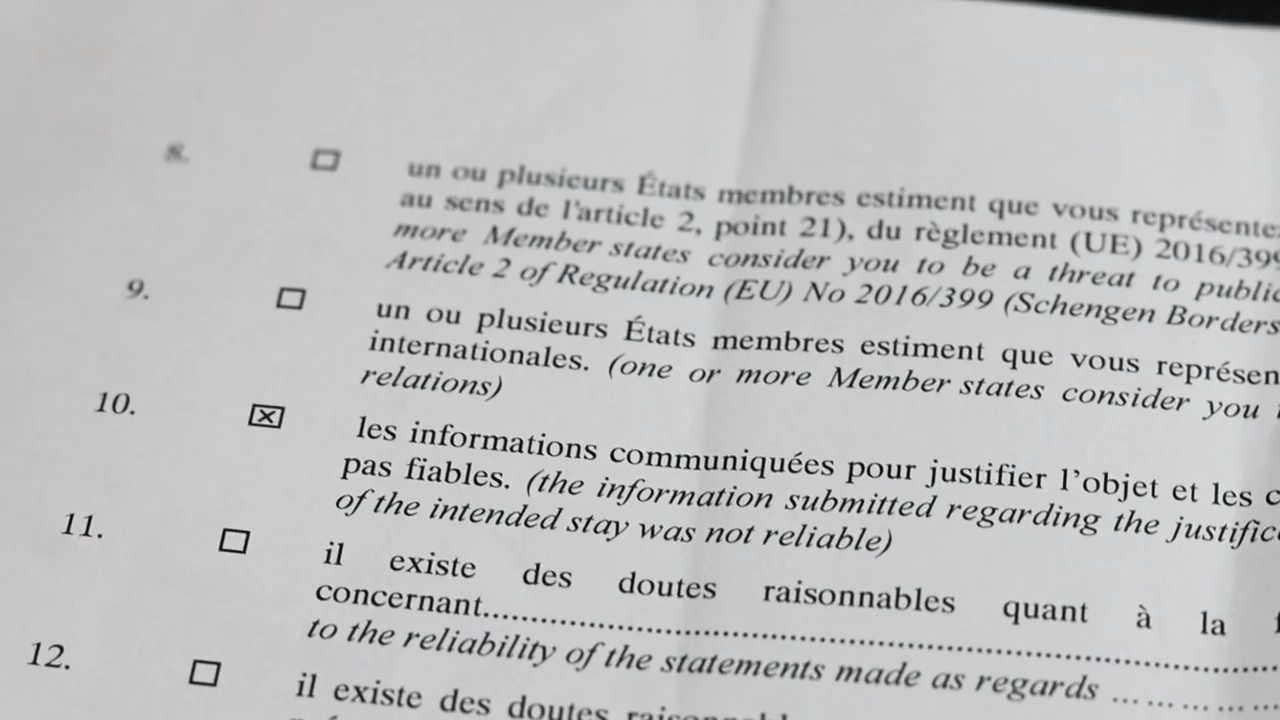 8. ☐ un ou plusieurs États membres estiment que vous représente
au sens de l'article 2, point 21), du règlement (UE) 2016/399
more Member states consider you to be a threat to public
Article 2 of Regulation (EU) No 2016/399 (Schengen Borders
9. ☐ un ou plusieurs États membres estiment que vous représen
internationales. (one or more Member states consider you
relations)
10. ☒ les informations communiquées pour justifier l'objet et les c
pas fiables. (the information submitted regarding the justific
of the intended stay was not reliable)
11. ☐ il existe des doutes raisonnables quant à la
concernant..........................................................
to the reliability of the statements made as regards ... ... ... ... ...
12. ☐ il existe des doutes